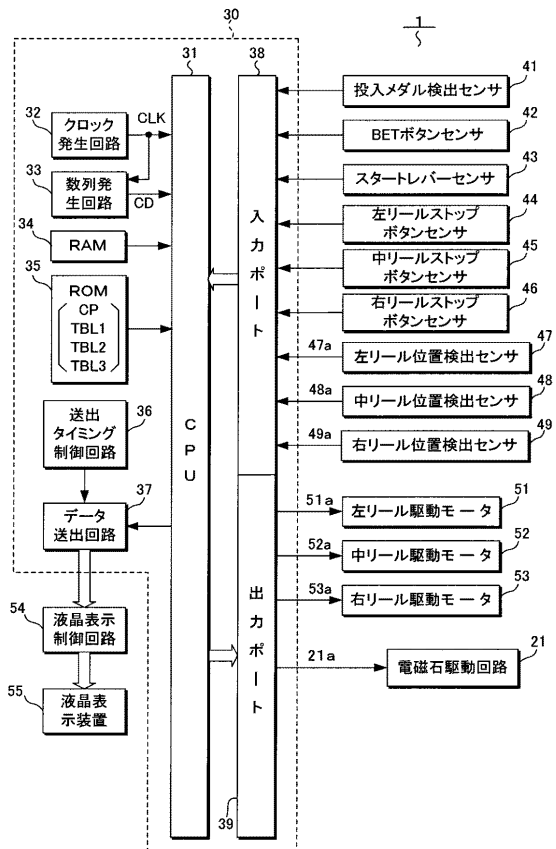 30
1
31
38
32
クロック
発生回路
CLK
33
数列発
生回路
CD
34
RAM
35
ROM
CP
TBL1
TBL2
TBL3
送出
タイミング
制御回路
36
データ
送出回路
37
54
液晶表示
制御回路
55
液晶表
示装置
CPU
入力ポート
出力ポート
39
投入メダル検出センサ
41
BETボタンセンサ
42
スタートレバーセンサ
43
左リールストップ
ボタンセンサ
44
中リールストップ
ボタンセンサ
45
右リールストップ
ボタンセンサ
46
47a
左リール位置検出センサ
47
48a
中リール位置検出センサ
48
49a
右リール位置検出センサ
49
51a
左リール駆動モータ
51
52a
中リール駆動モータ
52
53a
右リール駆動モータ
53
21a
電磁石駆動回路
21